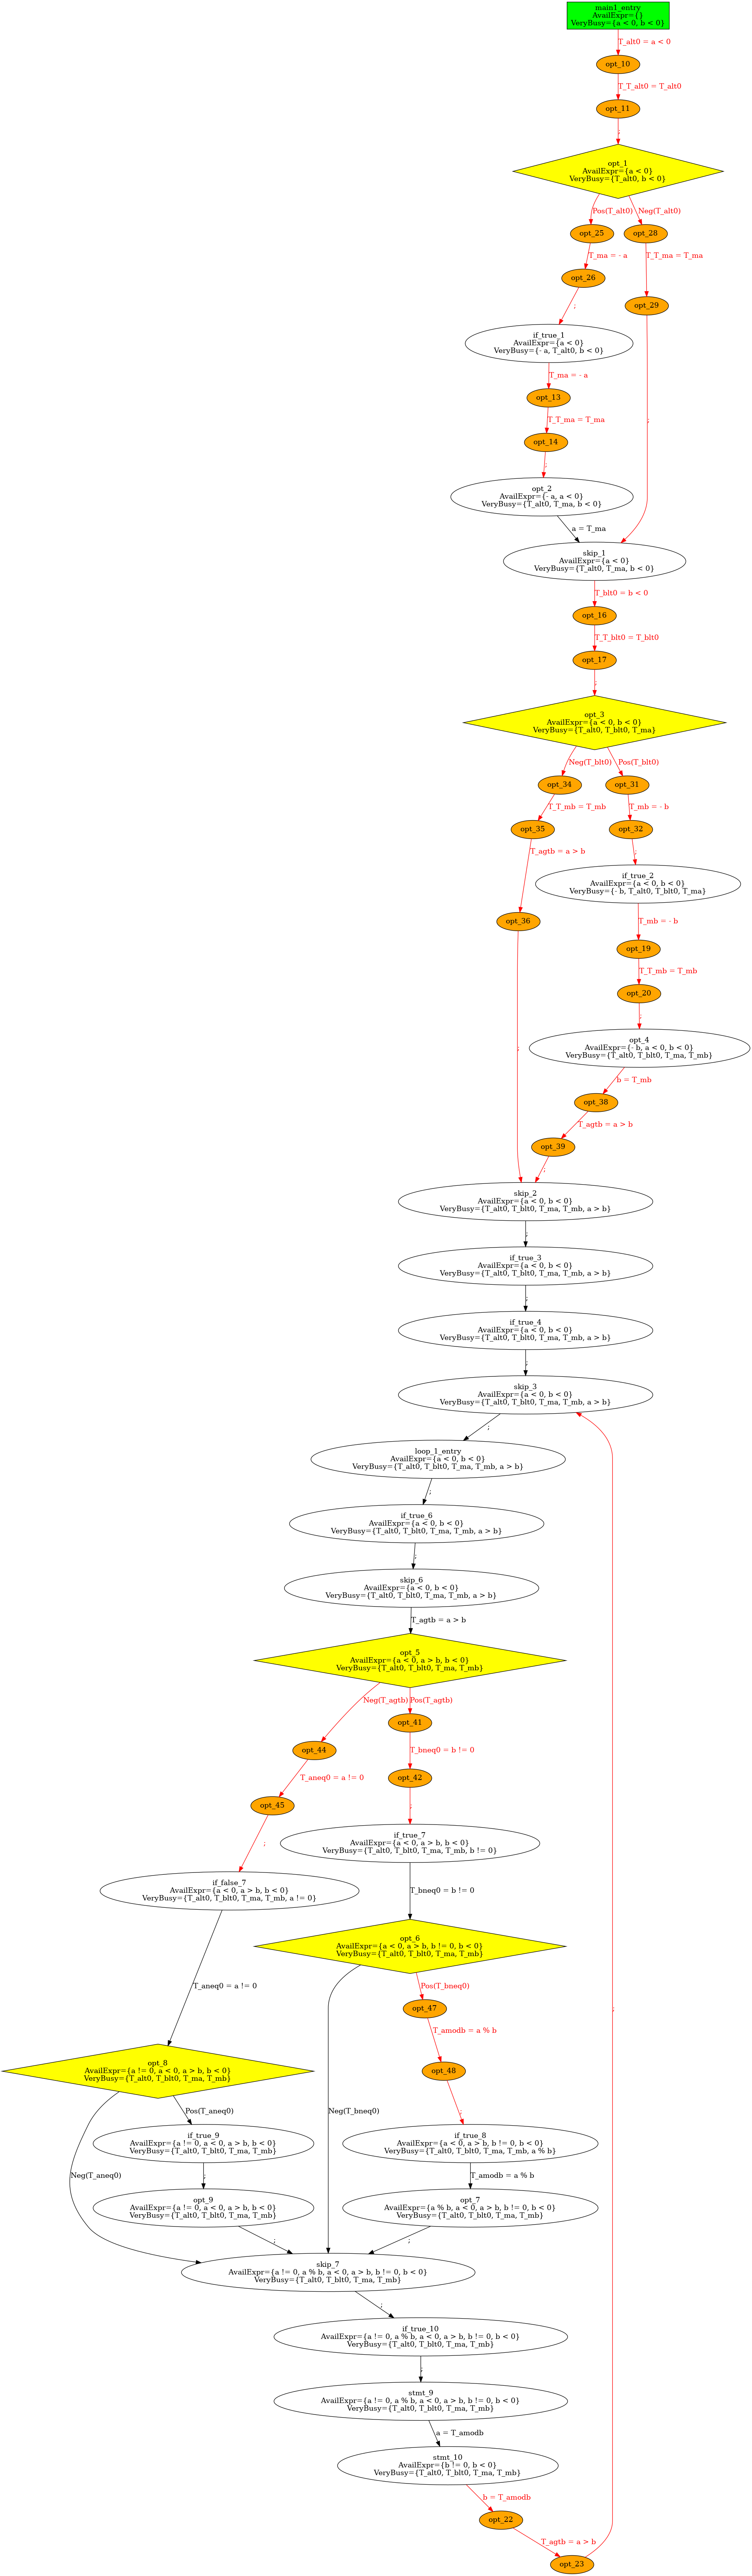 main1_entry
AvailExpr={}
VeryBusy={a < 0, b < 0}
T_alt0 = a < 0
opt_10
T_T_alt0 = T_alt0
opt_11
;
opt_1
AvailExpr={a < 0}
VeryBusy={T_alt0, b < 0}
Pos(T_alt0)
Neg(T_alt0)
opt_25
opt_28
T_ma = - a
T_T_ma = T_ma
opt_26
opt_29
;
if_true_1
AvailExpr={a < 0}
VeryBusy={- a, T_alt0, b < 0}
T_ma = - a
opt_13
T_T_ma = T_ma
;
opt_14
;
opt_2
AvailExpr={- a, a < 0}
VeryBusy={T_alt0, T_ma, b < 0}
a = T_ma
skip_1
AvailExpr={a < 0}
VeryBusy={T_alt0, T_ma, b < 0}
T_blt0 = b < 0
opt_16
T_T_blt0 = T_blt0
opt_17
;
opt_3
AvailExpr={a < 0, b < 0}
VeryBusy={T_alt0, T_blt0, T_ma}
Neg(T_blt0)
Pos(T_blt0)
opt_34
opt_31
T_T_mb = T_mb
T_mb = - b
opt_35
opt_32
T_agtb = a > b
;
if_true_2
AvailExpr={a < 0, b < 0}
VeryBusy={- b, T_alt0, T_blt0, T_ma}
opt_36
T_mb = - b
opt_19
T_T_mb = T_mb
opt_20
;
opt_4
AvailExpr={- b, a < 0, b < 0}
VeryBusy={T_alt0, T_blt0, T_ma, T_mb}
;
b = T_mb
opt_38
T_agtb = a > b
opt_39
;
skip_2
AvailExpr={a < 0, b < 0}
VeryBusy={T_alt0, T_blt0, T_ma, T_mb, a > b}
;
if_true_3
AvailExpr={a < 0, b < 0}
VeryBusy={T_alt0, T_blt0, T_ma, T_mb, a > b}
;
if_true_4
AvailExpr={a < 0, b < 0}
VeryBusy={T_alt0, T_blt0, T_ma, T_mb, a > b}
;
skip_3
AvailExpr={a < 0, b < 0}
VeryBusy={T_alt0, T_blt0, T_ma, T_mb, a > b}
;
loop_1_entry
AvailExpr={a < 0, b < 0}
VeryBusy={T_alt0, T_blt0, T_ma, T_mb, a > b}
;
if_true_6
AvailExpr={a < 0, b < 0}
VeryBusy={T_alt0, T_blt0, T_ma, T_mb, a > b}
;
skip_6
AvailExpr={a < 0, b < 0}
VeryBusy={T_alt0, T_blt0, T_ma, T_mb, a > b}
T_agtb = a > b
opt_5
AvailExpr={a < 0, a > b, b < 0}
VeryBusy={T_alt0, T_blt0, T_ma, T_mb}
Neg(T_agtb)
Pos(T_agtb)
opt_44
opt_41
T_aneq0 = a != 0
T_bneq0 = b != 0
opt_45
opt_42
;
;
if_true_7
AvailExpr={a < 0, a > b, b < 0}
VeryBusy={T_alt0, T_blt0, T_ma, T_mb, b != 0}
if_false_7
AvailExpr={a < 0, a > b, b < 0}
VeryBusy={T_alt0, T_blt0, T_ma, T_mb, a != 0}
T_bneq0 = b != 0
opt_6
AvailExpr={a < 0, a > b, b != 0, b < 0}
VeryBusy={T_alt0, T_blt0, T_ma, T_mb}
T_aneq0 = a != 0
Pos(T_bneq0)
opt_47
T_amodb = a % b
opt_8
AvailExpr={a != 0, a < 0, a > b, b < 0}
VeryBusy={T_alt0, T_blt0, T_ma, T_mb}
opt_48
Pos(T_aneq0)
Neg(T_bneq0)
;
;
if_true_9
AvailExpr={a != 0, a < 0, a > b, b < 0}
VeryBusy={T_alt0, T_blt0, T_ma, T_mb}
if_true_8
AvailExpr={a < 0, a > b, b != 0, b < 0}
VeryBusy={T_alt0, T_blt0, T_ma, T_mb, a % b}
Neg(T_aneq0)
;
T_amodb = a % b
opt_9
AvailExpr={a != 0, a < 0, a > b, b < 0}
VeryBusy={T_alt0, T_blt0, T_ma, T_mb}
opt_7
AvailExpr={a % b, a < 0, a > b, b != 0, b < 0}
VeryBusy={T_alt0, T_blt0, T_ma, T_mb}
;
;
skip_7
AvailExpr={a != 0, a % b, a < 0, a > b, b != 0, b < 0}
VeryBusy={T_alt0, T_blt0, T_ma, T_mb}
;
if_true_10
AvailExpr={a != 0, a % b, a < 0, a > b, b != 0, b < 0}
VeryBusy={T_alt0, T_blt0, T_ma, T_mb}
;
stmt_9
AvailExpr={a != 0, a % b, a < 0, a > b, b != 0, b < 0}
VeryBusy={T_alt0, T_blt0, T_ma, T_mb}
a = T_amodb
stmt_10
AvailExpr={b != 0, b < 0}
VeryBusy={T_alt0, T_blt0, T_ma, T_mb}
b = T_amodb
opt_22
T_agtb = a > b
opt_23